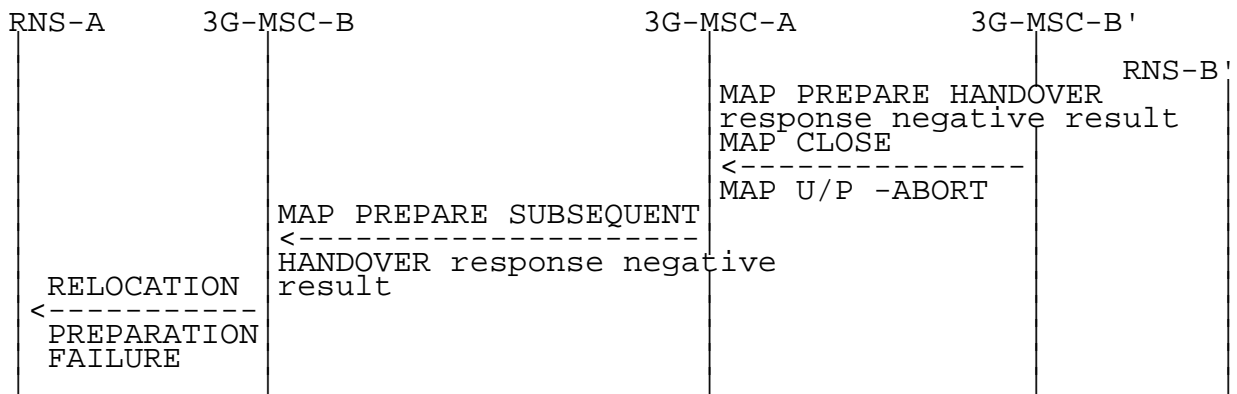 RNS-A 3G-MSC-B 3G-MSC-A 3G-MSC-B'
RNS-B'
MAP PREPARE HANDOVER
response negative result
MAP CLOSE
<----------------
MAP U/P -ABORT
MAP PREPARE SUBSEQUENT
<----------------------
HANDOVER response negative
result
RELOCATION
<-----------
PREPARATION
FAILURE